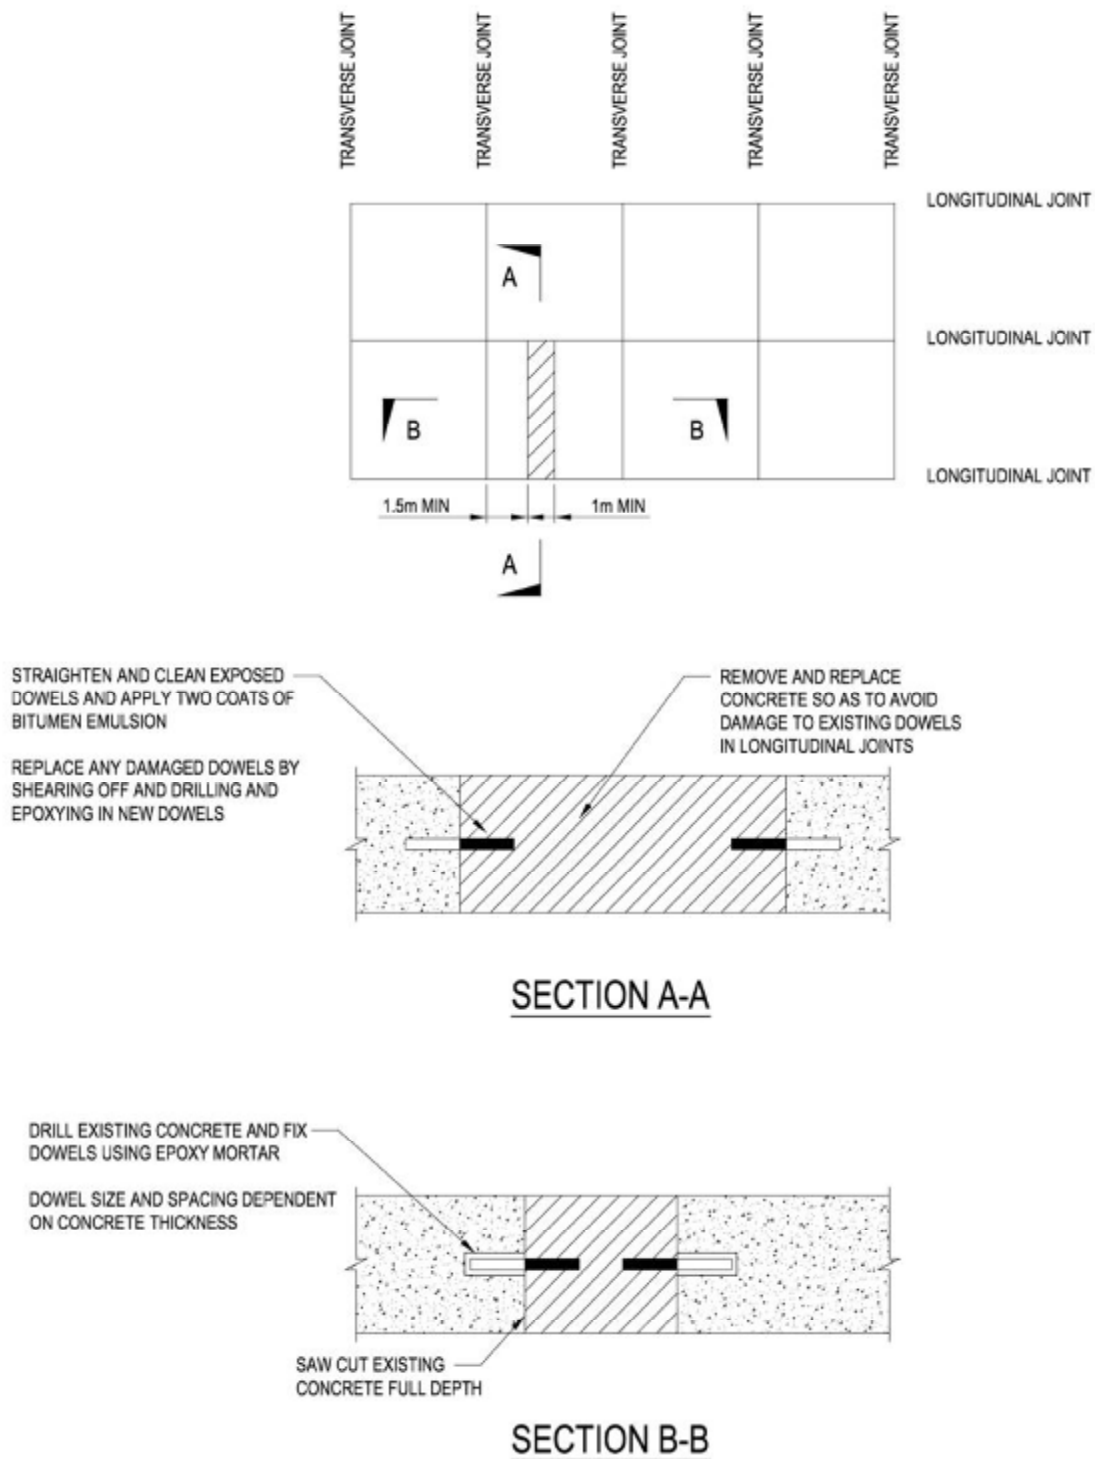 TRANSVERSE JOINT
TRANSVERSE JOINT
TRANSVERSE JOINT
TRANSVERSE JOINT
TRANSVERSE JOINT
LONGITUDINAL JOINT
A
LONGITUDINAL JOINT
B
B
LONGITUDINAL JOINT
1.5m MIN
1m MIN
A
STRAIGHTEN AND CLEAN EXPOSED
DOWELS AND APPLY TWO COATS OF
BITUMEN EMULSION
REPLACE ANY DAMAGED DOWELS BY
SHEARING OFF AND DRILLING AND
EPOXYING IN NEW DOWELS
REMOVE AND REPLACE
CONCRETE SO AS TO AVOID
DAMAGE TO EXISTING DOWELS
IN LONGITUDINAL JOINTS
SECTION A-A
DRILL EXISTING CONCRETE AND FIX
DOWELS USING EPOXY MORTAR
DOWEL SIZE AND SPACING DEPENDENT
ON CONCRETE THICKNESS
SAW CUT EXISTING
CONCRETE FULL DEPTH
SECTION B-B